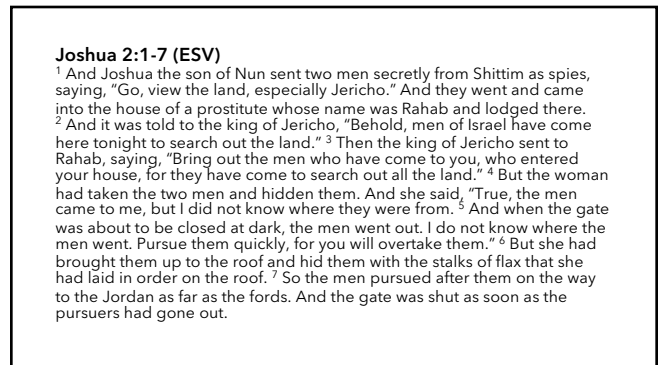 Joshua 2:1-7 (ESV)
1 And Joshua the son of Nun sent two men secretly from Shittim as spies,
saying, “Go, view the land, especially Jericho.” And they went and came
into the house of a prostitute whose name was Rahab and lodged there.
2 And it was told to the king of Jericho, “Behold, men of Israel have come
here tonight to search out the land.” 3 Then the king of Jericho sent to
Rahab, saying, “Bring out the men who have come to you, who entered
your house, for they have come to search out all the land.” 4 But the woman
had taken the two men and hidden them. And she said, “True, the men
came to me, but I did not know where they were from. 5 And when the gate
was about to be closed at dark, the men went out. I do not know where the
men went. Pursue them quickly, for you will overtake them.” 6 But she had
brought them up to the roof and hid them with the stalks of flax that she
had laid in order on the roof. 7 So the men pursued after them on the way
to the Jordan as far as the fords. And the gate was shut as soon as the
pursuers had gone out.